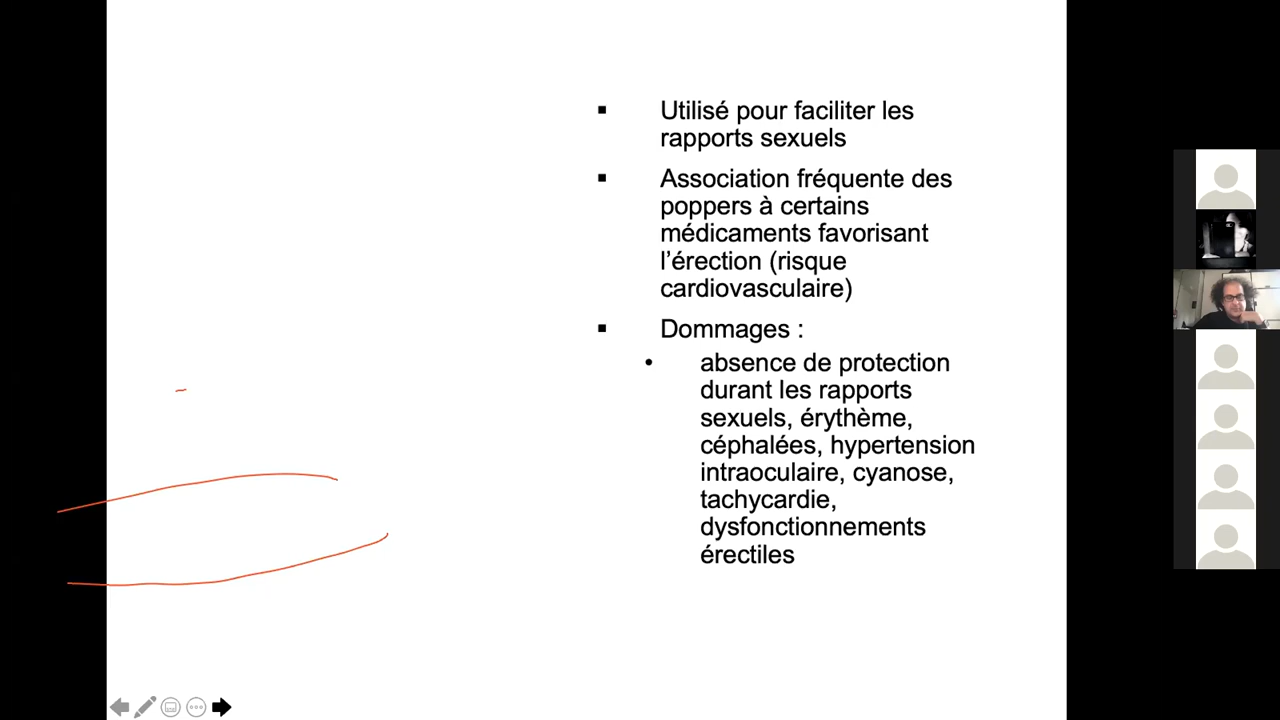 ▪ Utilisé pour faciliter les
rapports sexuels
▪ Association fréquente des
poppers à certains
médicaments favorisant
l’érection (risque
cardiovasculaire)
▪ Dommages :
• absence de protection
durant les rapports
sexuels, érythème,
céphalées, hypertension
intraoculaire, cyanose,
tachycardie,
dysfonctionnements
érectiles